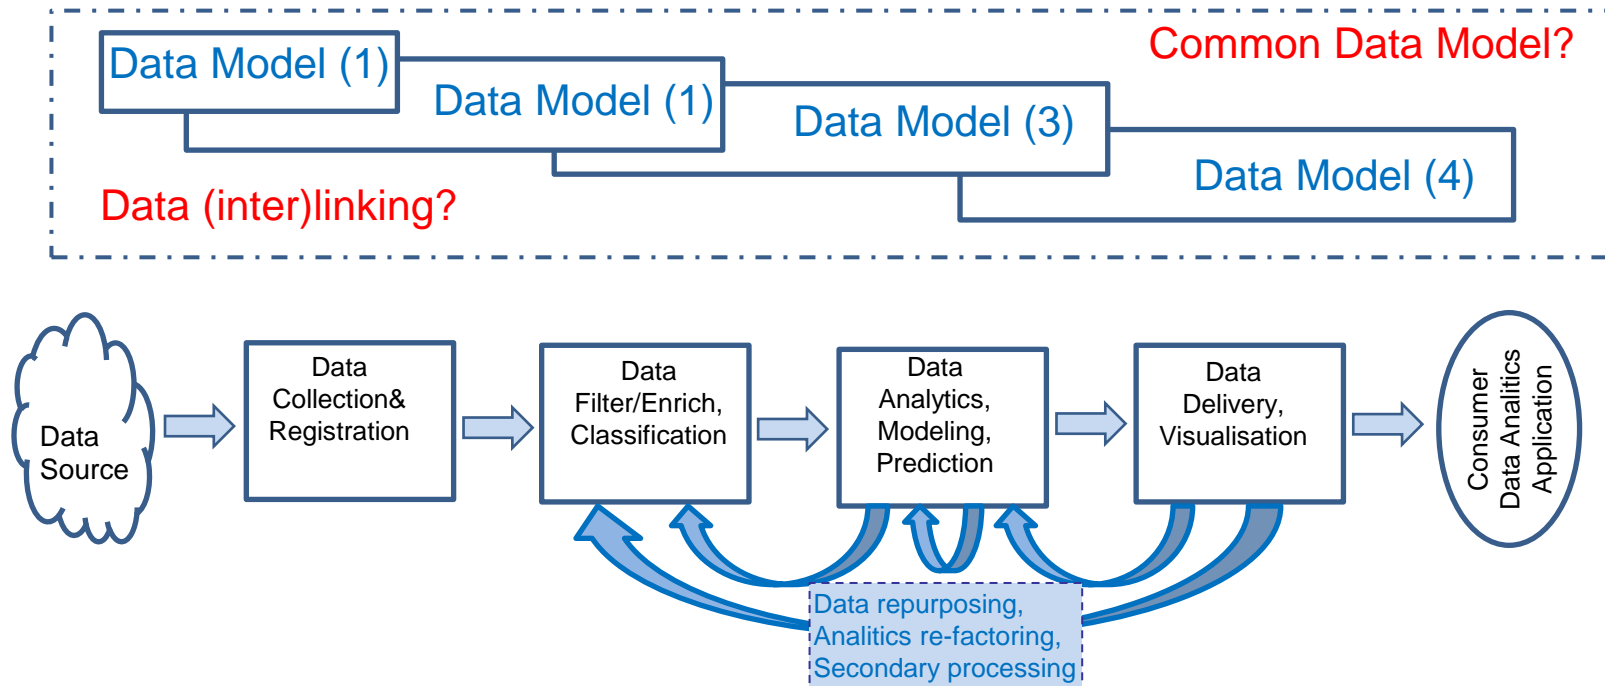 Common Data Model?
Data Model (1)
Data Model (1)
Data Model (3)
Data Model (4)
Data (inter)linking?
Data
Source
Data
Collection&
Registration
Data
Filter/Enrich,
Classification
Data
Analytics,
Modeling,
Prediction
Data
Delivery,
Visualisation
Consumer
Data Analitics
Application
Data repurposing,
Analitics re-factoring,
Secondary processing